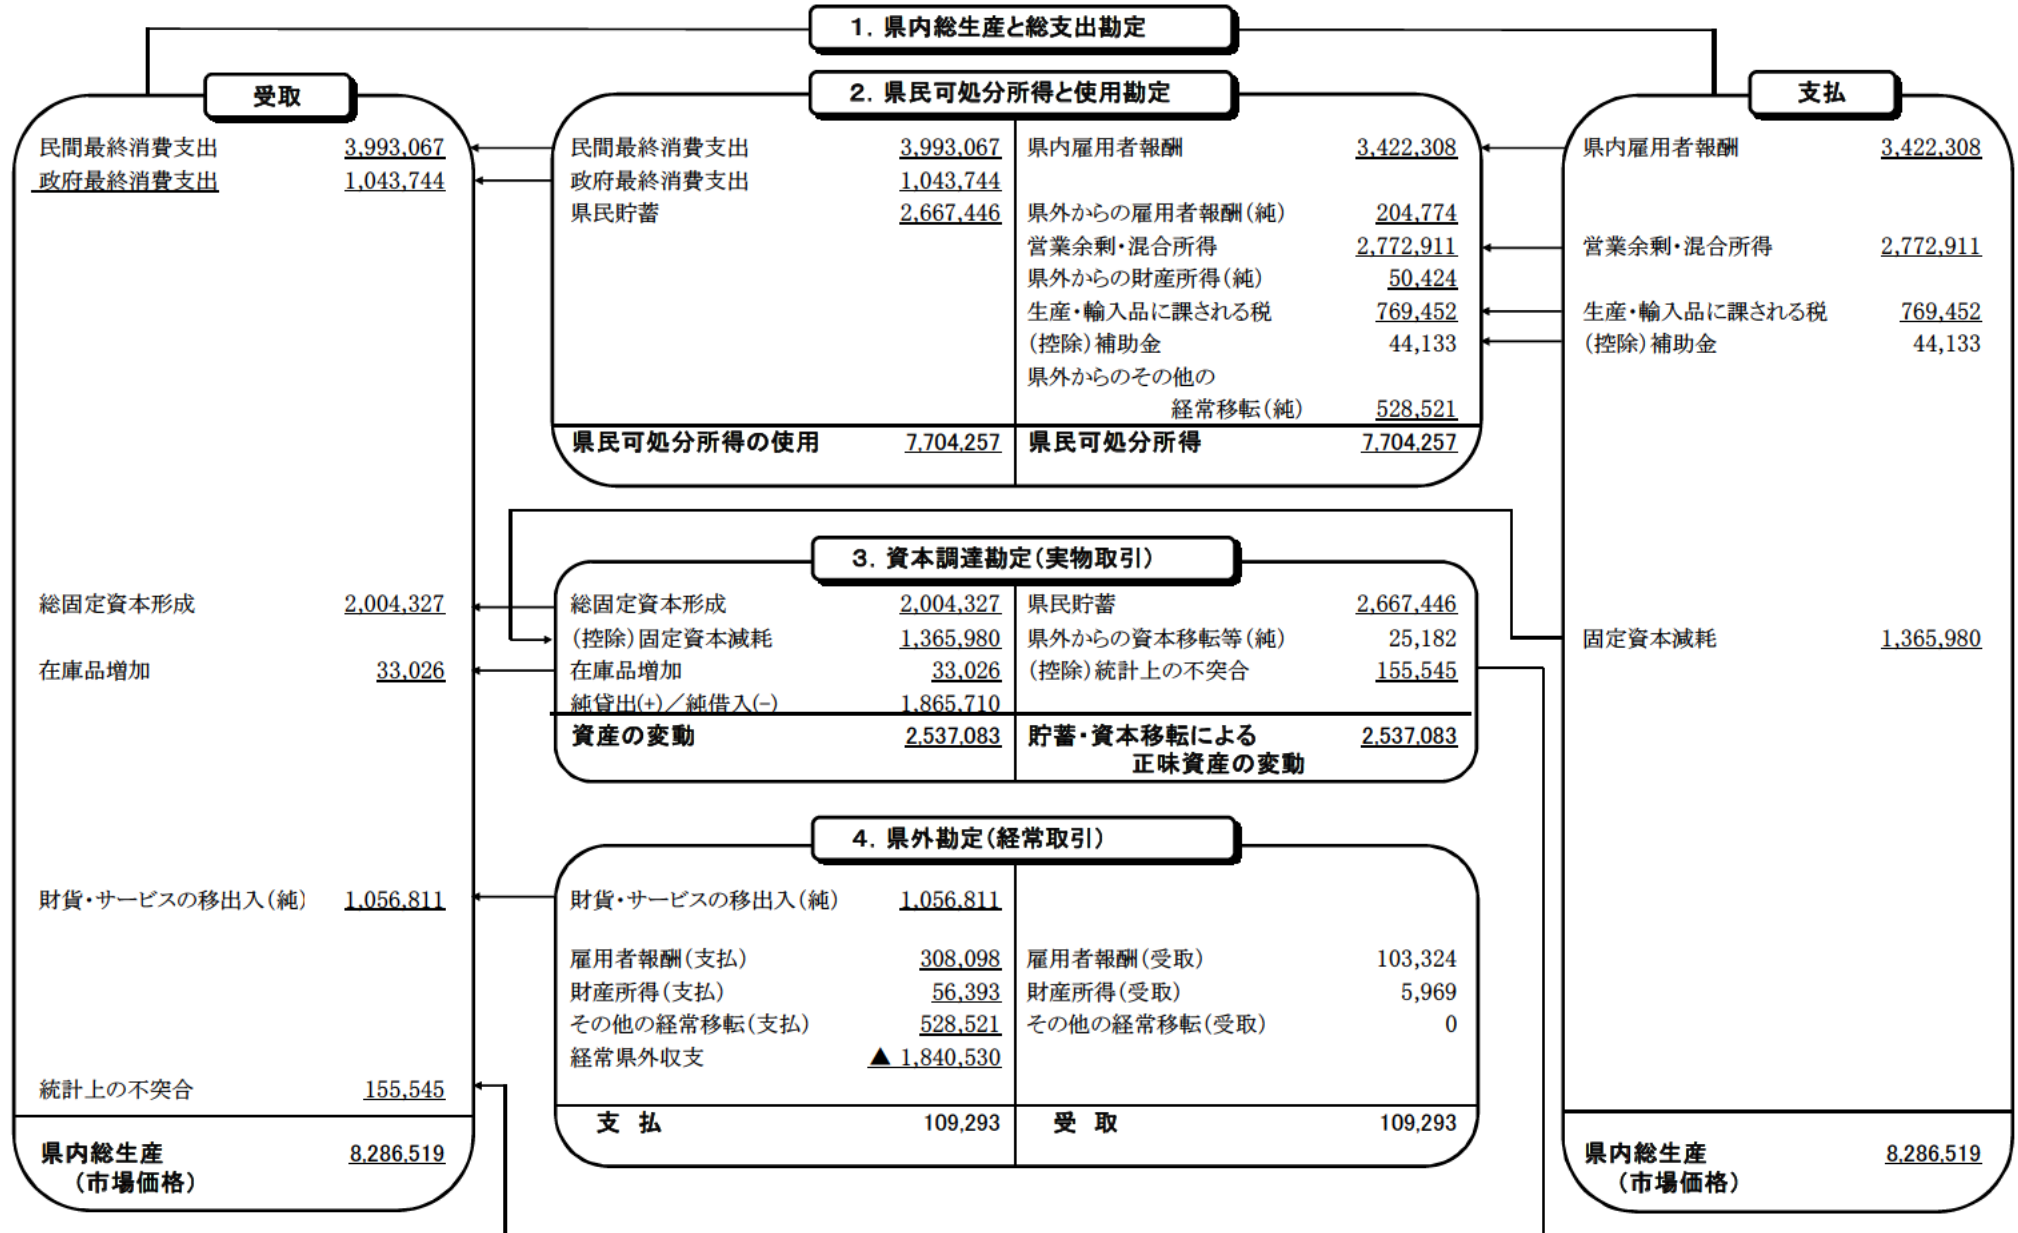 1. 県内総生産と総支出勘定
受取
民間最終消費支出 3,993,067
政府最終消費支出 1,043,744
総固定資本形成 2,004,327
在庫品増加 33,026
財貨・サービスの移出入(純) 1,056,811
統計上の不突合 155,545
県内総生産 8,286,519
(市場価格)
2. 県民可処分所得と使用勘定
民間最終消費支出 3,993,067
政府最終消費支出 1,043,744
県民貯蓄 2,667,446
県民可処分所得の使用 7,704,257
県内雇用者報酬 3,422,308
県外からの雇用者報酬(純) 204,774
営業余剰・混合所得 2,772,911
県外からの財産所得(純) 50,424
生産・輸入品に課される税 769,452
(控除)補助金 44,133
県外からのその他の
経常移転(純) 528,521
県民可処分所得 7,704,257
3. 資本調達勘定(実物取引)
総固定資本形成 2,004,327
(控除)固定資本減耗 1,365,980
在庫品増加 33,026
純貸出(+)／純借入(-) 1,865,710
資産の変動 2,537,083
県民貯蓄 2,667,446
県外からの資本移転等(純) 25,182
(控除)統計上の不突合 155,545
貯蓄・資本移転による 2,537,083
正味資産の変動
4. 県外勘定(経常取引)
財貨・サービスの移出入(純) 1,056,811
雇用者報酬(支払) 308,098
財産所得(支払) 56,393
その他の経常移転(支払) 528,521
経常県外収支 ▲ 1,840,530
支 払 109,293
雇用者報酬(受取) 103,324
財産所得(受取) 5,969
その他の経常移転(受取) 0
受 取 109,293
支払
県内雇用者報酬 3,422,308
営業余剰・混合所得 2,772,911
生産・輸入品に課される税 769,452
(控除)補助金 44,133
固定資本減耗 1,365,980
県内総生産 8,286,519
(市場価格)